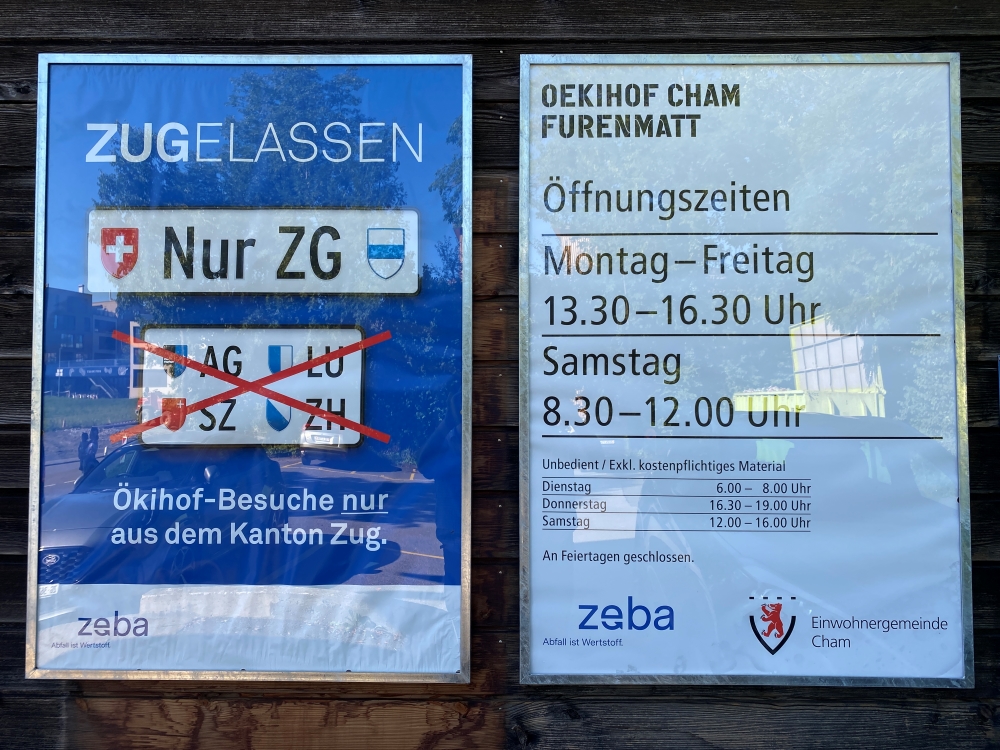 ZUGELASSEN
Nur ZG
AG LU
SZ ZH
Ökihof-Besuche nur
aus dem Kanton Zug.
zeba
Abfall ist Wertstoff.
OEKIHOF CHAM
FURENMATT
Öffnungszeiten
Montag–Freitag
13.30–16.30 Uhr
Samstag
8.30–12.00 Uhr
Unbedient / Exkl. kostenpflichtiges Material
Dienstag 6.00 – 8.00 Uhr
Donnerstag 16.30 – 19.00 Uhr
Samstag 12.00 – 16.00 Uhr
An Feiertagen geschlossen.
zeba
Abfall ist Wertstoff.
Einwohnergemeinde
Cham